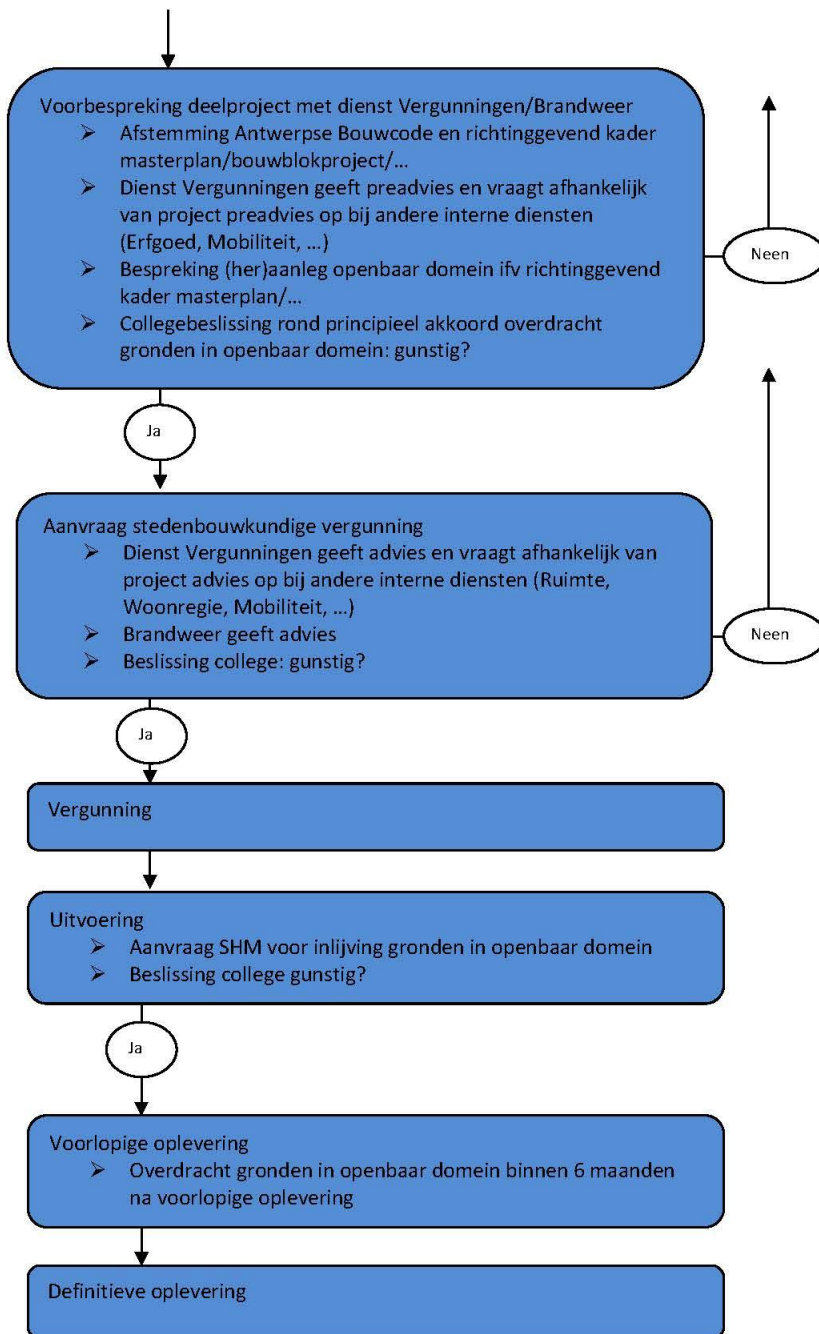 Voorbespreking deelproject met dienst Vergunningen/Brandweer
➢ Afstemming Antwerpse Bouwcode en richtinggevend kader
masterplan/bouwblokproject/...
➢ Dienst Vergunningen geeft preadvies en vraagt afhankelijk
van project preadvies op bij andere interne diensten
(Erfgoed, Mobiliteit, ...)
➢ Bespreking (her)aanleg openbaar domein ifv richtinggevend
kader masterplan/...
➢ Collegebeslissing rond principieel akkoord overdracht
gronden in openbaar domein: gunstig?
Neen
Ja
Aanvraag stedenbouwkundige vergunning
➢ Dienst Vergunningen geeft advies en vraagt afhankelijk van
project advies op bij andere interne diensten (Ruimte,
Woonregie, Mobiliteit, ...)
➢ Brandweer geeft advies
➢ Beslissing college: gunstig?
Neen
Ja
Vergunning
Uitvoering
➢ Aanvraag SHM voor inlijving gronden in openbaar domein
➢ Beslissing college gunstig?
Ja
Voorlopige oplevering
➢ Overdracht gronden in openbaar domein binnen 6 maanden
na voorlopige oplevering
Definitieve oplevering